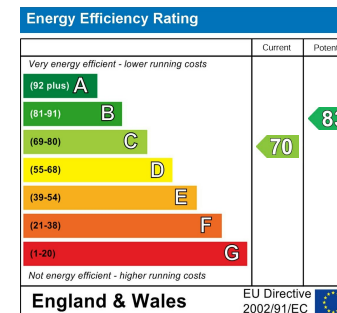 Energy Efficiency Rating
Current
Very energy efficient - lower running costs
(92 plus) A
(81-91) B
(69-80) C
70
(55-68) D
(39-54) E
(21-38) F
(1-20) G
Not energy efficient - higher running costs
England & Wales
EU Directive
2002/91/EC